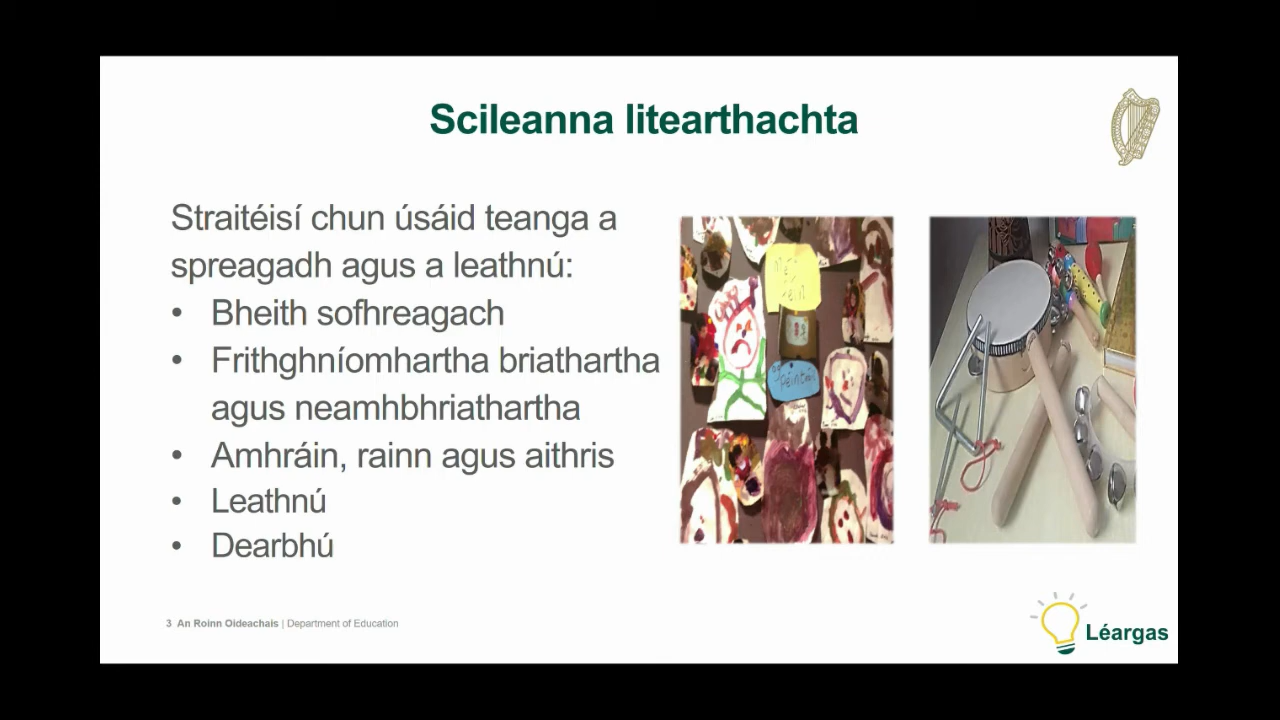 Scileanna litearthachta
Straitéisí chun úsáid teanga a
spreagadh agus a leathnú:
• Bheith sofhreagach
• Frithghníomhartha briathartha
agus neamhbhriathartha
• Amhráin, rainn agus aithris
• Leathnú
• Dearbhú
3 An Roinn Oideachais | Department of Education
Léargas